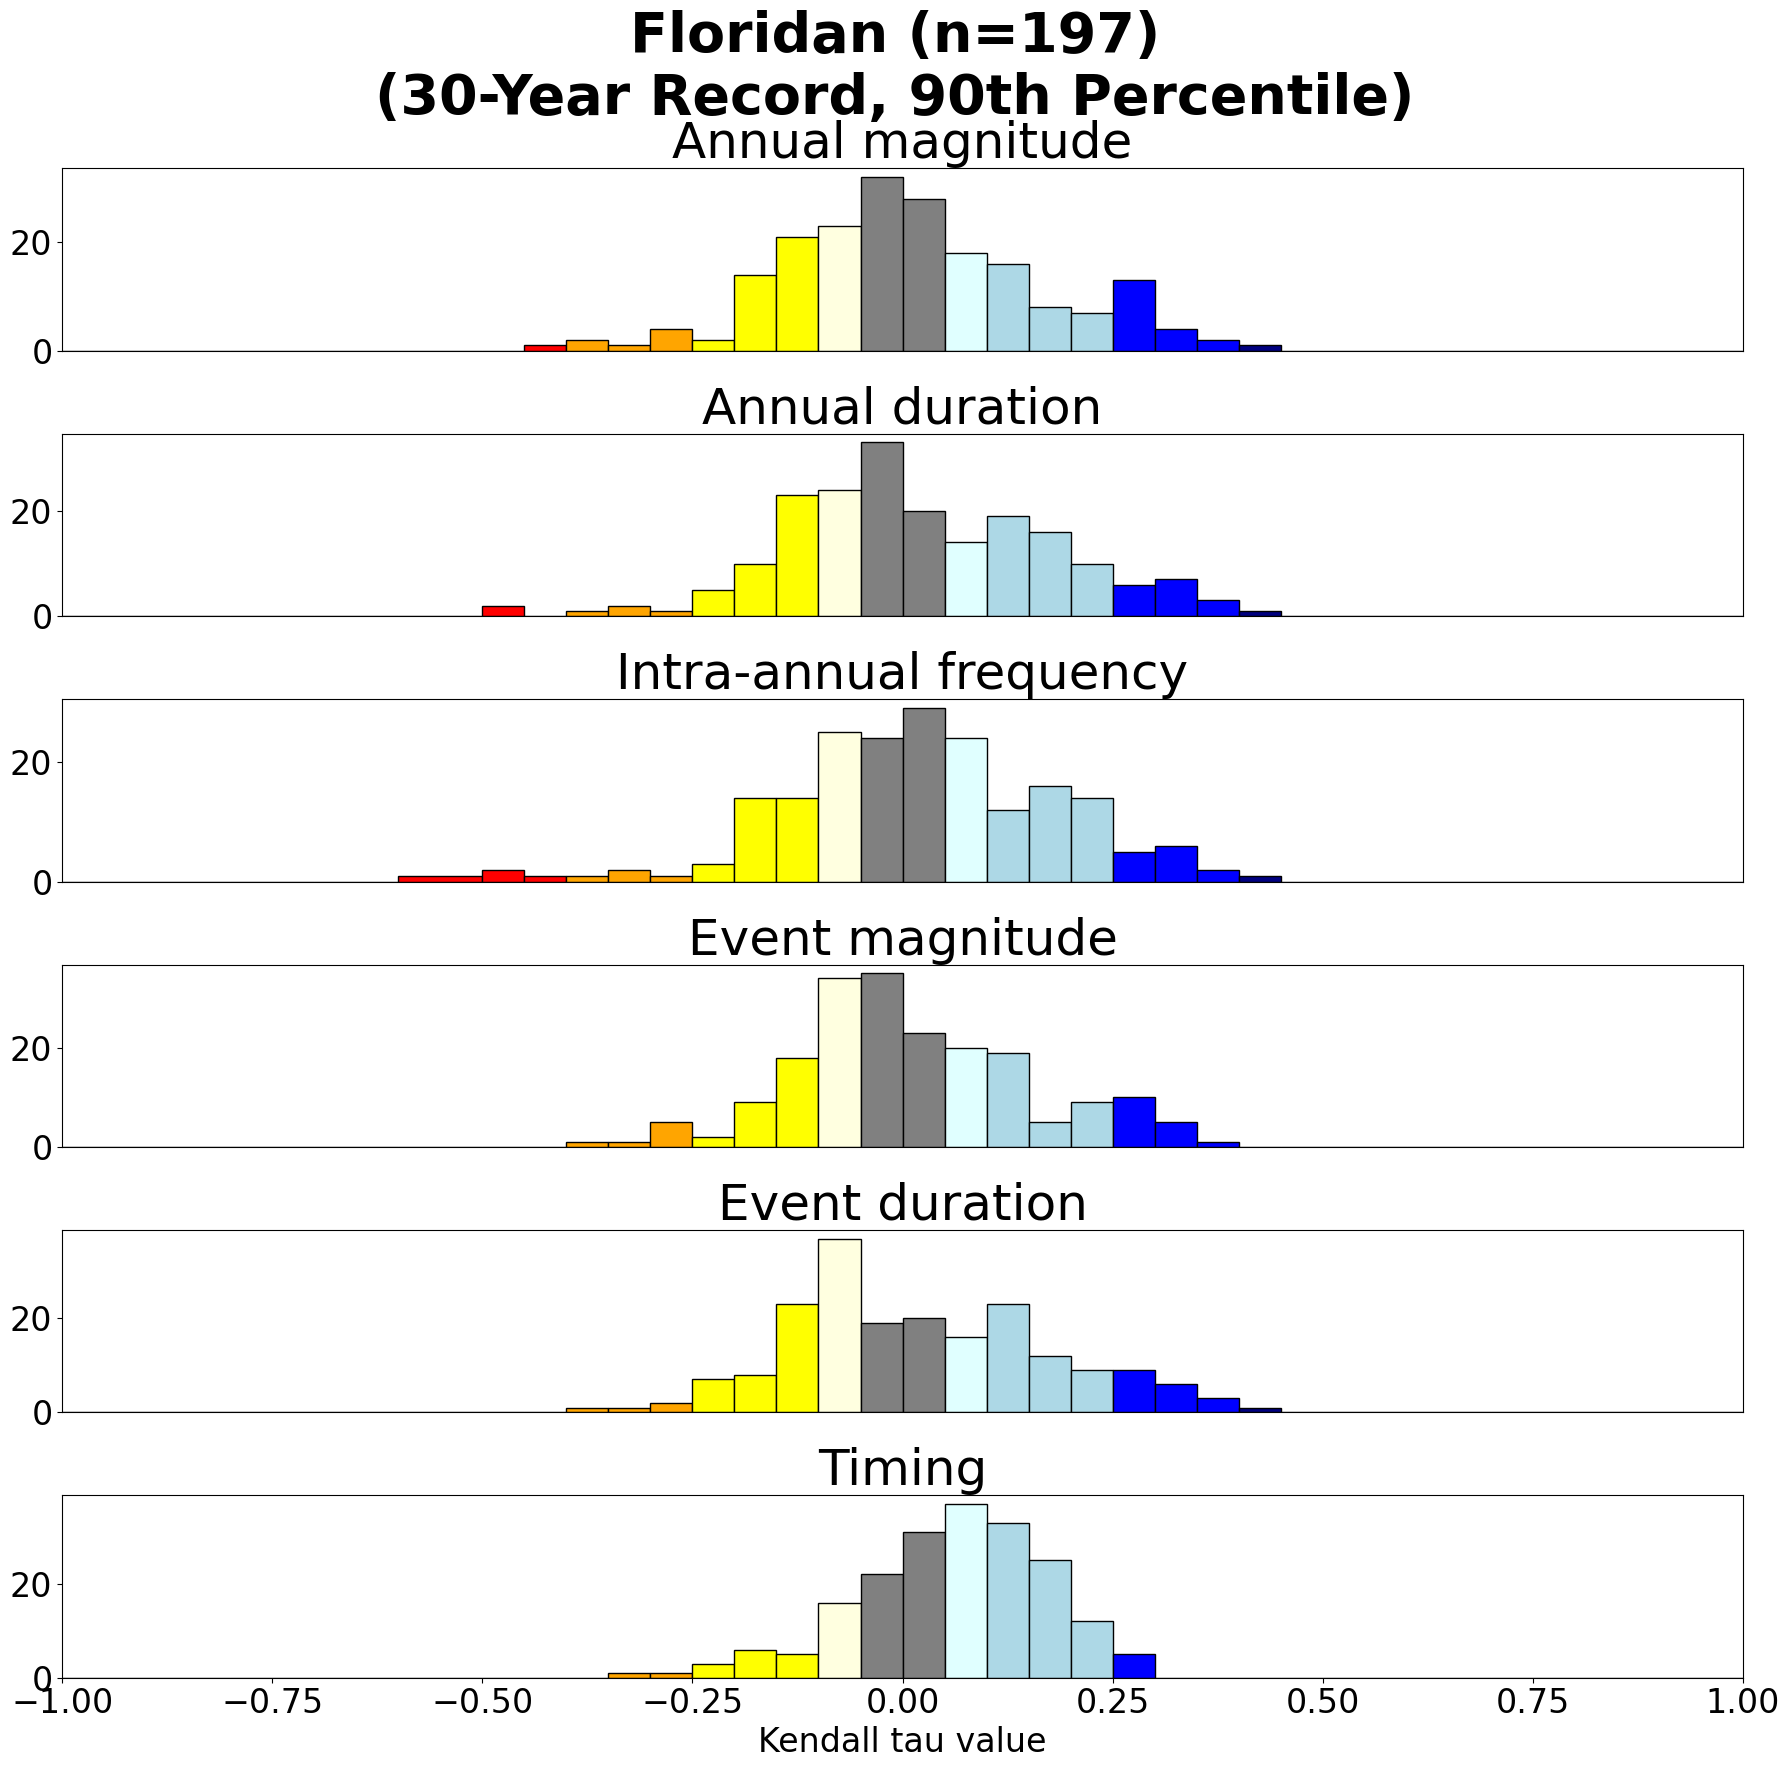 Floridan (n=197)
(30-Year Record, 90th Percentile)
Annual magnitude
20
0
Annual duration
20
0
Intra-annual frequency
20
0
Event magnitude
20
0
Event duration
20
0
Timing
20
0
−1.00 −0.75 −0.50 −0.25 0.00 0.25 0.50 0.75 1.00
Kendall tau value